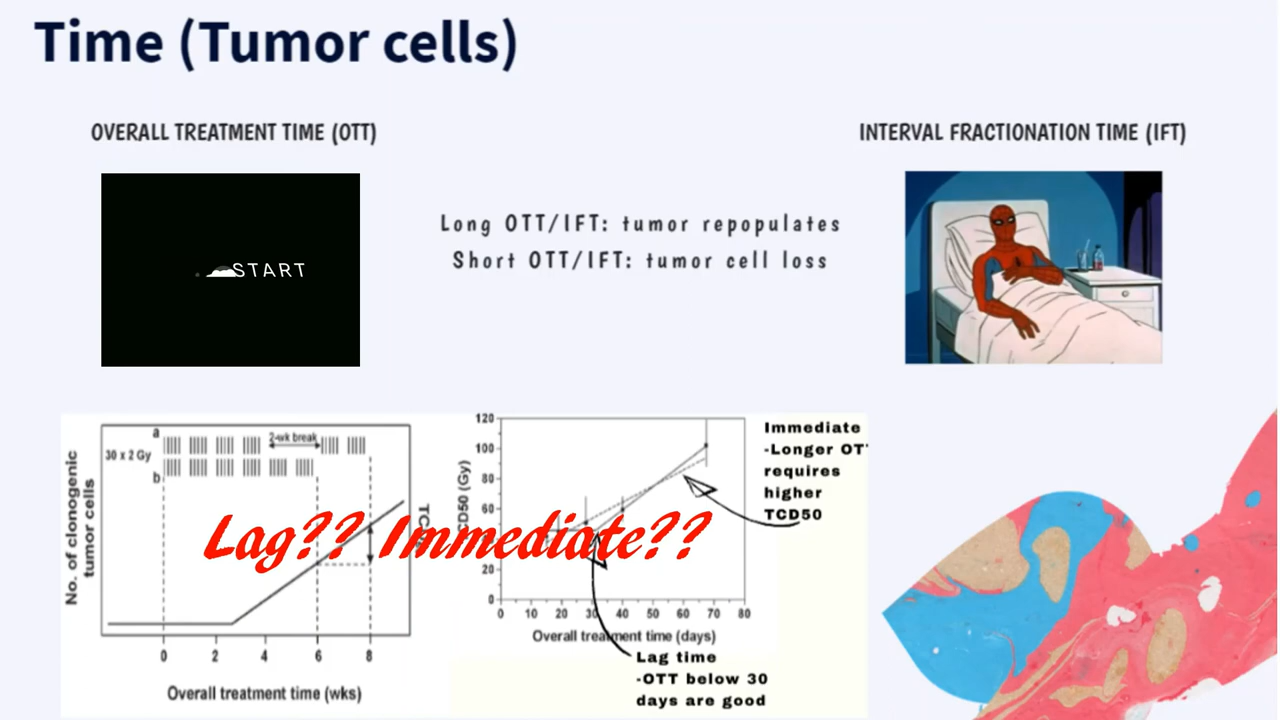 Time (Tumor cells)
OVERALL TREATMENT TIME (OTT)
INTERVAL FRACTIONATION TIME (IFT)
START
Long OTT/IFT: tumor repopulates
Short OTT/IFT: tumor cell loss
No. of clonogenic
tumor cells
a
2-wk break
30 x 2 Gy
b
0 2 4 6 8
Overall treatment time (wks)
Lag?? Immediate??
CD50 (Gy)
120
100
80
60
20
0
0 10 20 30 40 50 60 70 80
Overall treatment time (days)
Immediate
-Longer OT
requires
higher
TCD50
Lag time
-OTT below 30
days are good